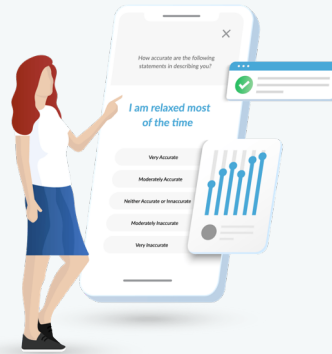 How accurate are the following
statements in describing you?
I am relaxed most
of the time
Very Accurate
Moderately Accurate
Neither Accurate or Innaccurate
Moderately Inaccurate
Very Inaccurate